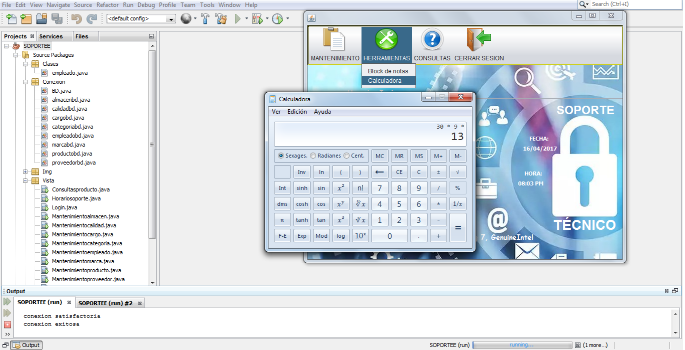 File Edit View Navigate Source Refactor Run Debug Profile Team Tools Window Help
Search (Ctrl+I)
<default config>
Projects
Services
Files
SOPORTEE
Source Packages
Clases
empleado.java
Conexion
BD.java
almacenbd.java
calidadbd.java
cargobd.java
categoriabd.java
empleadobd.java
marcabd.java
productobd.java
proveedorbd.java
Img
Vista
Consultasproducto.java
Horariosoporte.java
Login.java
Mantenimientoalmacen.java
Mantenimientocalidad.java
Mantenimientocargo.java
Mantenimientocategoria.java
Mantenimientoempleado.java
Mantenimientomarca.java
Mantenimientoproducto.java
Mantenimientoproveedor.java
MANTENIMIENTO HERRAMIENTAS CONSULTAS CERRAR SESION
Block de notas
Calculadora
SOPORTE
FECHA:
16/04/2017
HORA:
08:03 PM
TÉCNICO
7, GenuineIntel
Calculadora
Ver Edición Ayuda
30 * 9 *
13
Sexages. Radianes Cent. MC MR MS M+ M-
Inv ln ( ) ← CE C ± √
Int sinh sin x² n! 7 8 9 / %
dms cosh cos xʸ ʸ√x 4 5 6 * 1/x
π tanh tan x³ ³√x 1 2 3 - =
F-E Exp Mod log 10ˣ 0 . +
Output
SOPORTEE (run)
SOPORTEE (run) #2
conexion satisfactoria
conexion exitosa
Output
SOPORTEE (run)
running...
(1 more...)